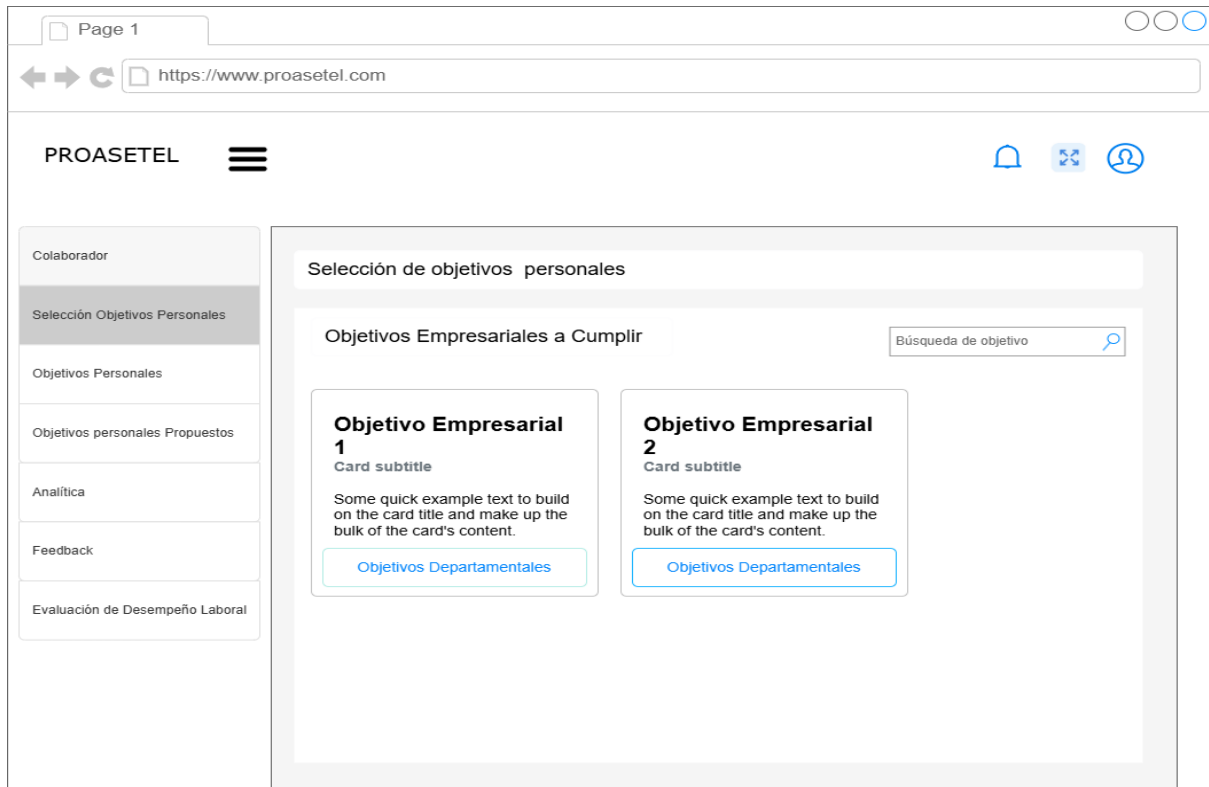 Page 1
https://www.proasetel.com
PROASETEL
Colaborador
Selección Objetivos Personales
Objetivos Personales
Objetivos personales Propuestos
Analítica
Feedback
Evaluación de Desempeño Laboral
Selección de objetivos personales
Objetivos Empresariales a Cumplir
Búsqueda de objetivo
Objetivo Empresarial
1
Card subtitle
Some quick example text to build
on the card title and make up the
bulk of the card's content.
Objetivos Departamentales
Objetivo Empresarial
2
Card subtitle
Some quick example text to build
on the card title and make up the
bulk of the card's content.
Objetivos Departamentales